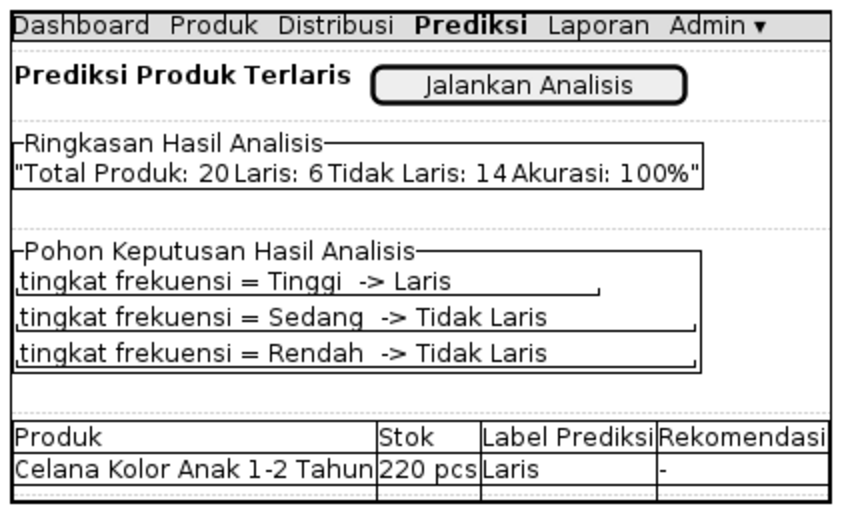 Dashboard Produk Distribusi Prediksi Laporan Admin ▾
Prediksi Produk Terlaris Jalankan Analisis
Ringkasan Hasil Analisis
"Total Produk: 20 Laris: 6 Tidak Laris: 14 Akurasi: 100%"
Pohon Keputusan Hasil Analisis
tingkat frekuensi = Tinggi -> Laris
tingkat frekuensi = Sedang -> Tidak Laris
tingkat frekuensi = Rendah -> Tidak Laris
Produk Stok Label Prediksi Rekomendasi
Celana Kolor Anak 1-2 Tahun 220 pcs Laris -